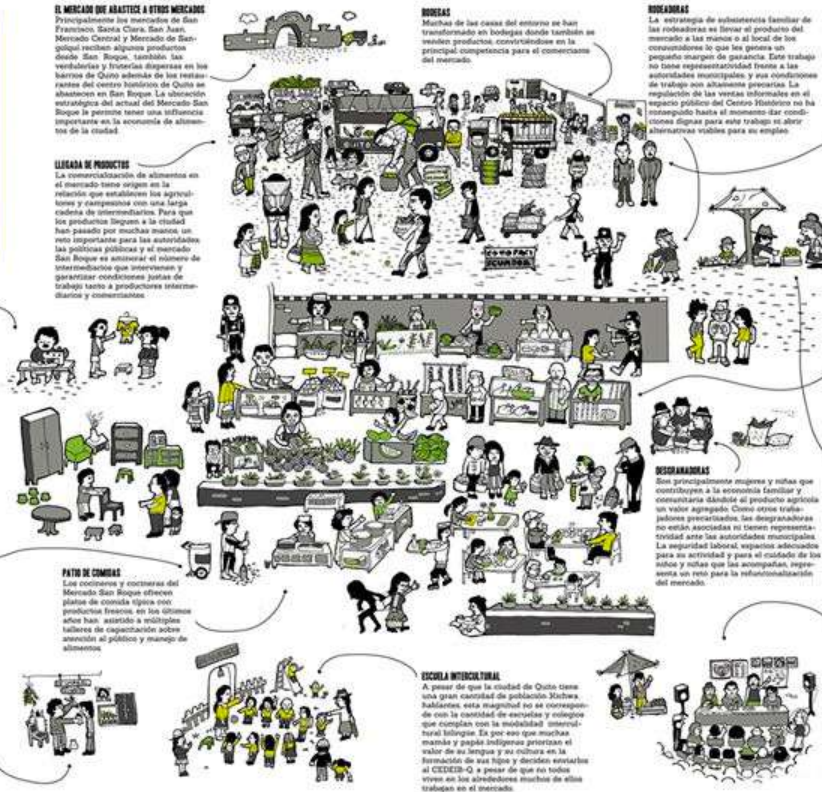 EL MERCADO QUE ABASTECE A OTROS MERCADOS
Principalmente los mercados de San
Francisco, Santa Clara, San Juan,
Mercado Central y Mercado de San-
golquí reciben algunos productos
desde San Roque, también las
verdulerías y fruterías dispersas en los
barrios de Quito además de los restau-
rantes del centro histórico de Quito se
abastecen en San Roque. La ubicación
estratégica del actual del Mercado San
Roque le permite tener una influencia
importante en la economía de alimen-
tos de la ciudad.
BODEGAS
Muchas de las casas del entorno se han
transformado en bodegas donde también se
venden productos, convirtiéndose en la
principal competencia para el comerciante
del mercado.
RODEADORAS
La estrategia de subsistencia familiar de
las rodeadoras es llevar el producto del
mercado a las manos o al local de los
consumidores lo que les genera un
pequeño margen de ganancia. Este trabajo
no tiene representatividad frente a las
autoridades municipales, y sus condiciones
de trabajo son altamente precarias. La
regulación de las ventas informales en el
espacio público del Centro Histórico no ha
conseguido hasta el momento dar condi-
ciones dignas para este trabajo ni abrir
alternativas viables para su empleo.
LLEGADA DE PRODUCTOS
La comercialización de alimentos en
el mercado tiene origen en la
relación que establecen los agricul-
tores y campesinos con una larga
cadena de intermediarios. Para que
los productos lleguen a la ciudad
han pasado por muchas manos; un
reto importante para las autoridades,
las políticas públicas y el mercado
San Roque es aminorar el número de
intermediarios que intervienen y
garantizar condiciones justas de
trabajo tanto a productores interme-
diarios y comerciantes.
QUITO
COTOPAXI
ECUADOR
DESGRANADORAS
Son principalmente mujeres y niñas que
contribuyen a la economía familiar y
comunitaria dándole al producto agrícola
un valor agregado. Como otros traba-
jadores precarizados, las desgranadoras
no están asociadas ni tienen representa-
tividad ante las autoridades municipales.
La seguridad laboral, espacios adecuados
para su actividad y para el cuidado de los
niños y niñas que las acompañan, repre-
senta un reto para la refuncionalización
del mercado.
PATIO DE COMIDAS
Los cocineros y cocineras del
Mercado San Roque ofrecen
platos de comida típica con
productos frescos, en los últimos
años han asistido a múltiples
talleres de capacitación sobre
atención al público y manejo de
alimentos
ESCUELA INTERCULTURAL
A pesar de que la ciudad de Quito tiene
una gran cantidad de población Kichwa
hablantes, esta magnitud no se correspon-
de con la cantidad de escuelas y colegios
que cumplan con la modalidad intercul-
tural bilingüe. Es por eso que muchas
mamás y papás indígenas priorizan el
valor de su lengua y su cultura en la
formación de sus hijos y deciden enviarlos
al CEDEIB-Q, a pesar de que no todos
viven en los alrededores muchos de ellos
trabajan en el mercado.